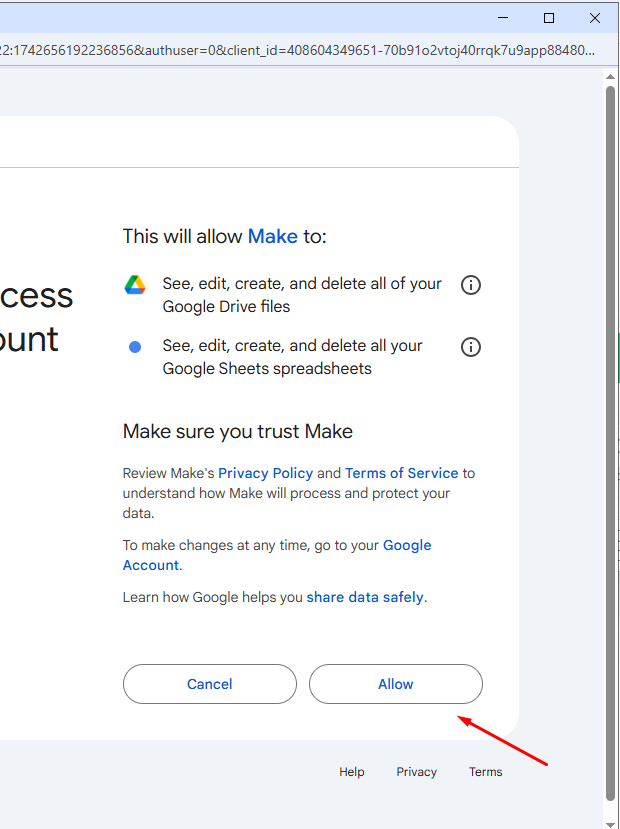 22:1742656192236856&authuser=0&client_id=408604349651-70b91o2vtoj40rrqk7u9app88480...
This will allow Make to:
cess
ount
See, edit, create, and delete all of your
Google Drive files
See, edit, create, and delete all your
Google Sheets spreadsheets
Make sure you trust Make
Review Make's Privacy Policy and Terms of Service to
understand how Make will process and protect your
data.
To make changes at any time, go to your Google
Account.
Learn how Google helps you share data safely.
Cancel
Allow
Help
Privacy
Terms